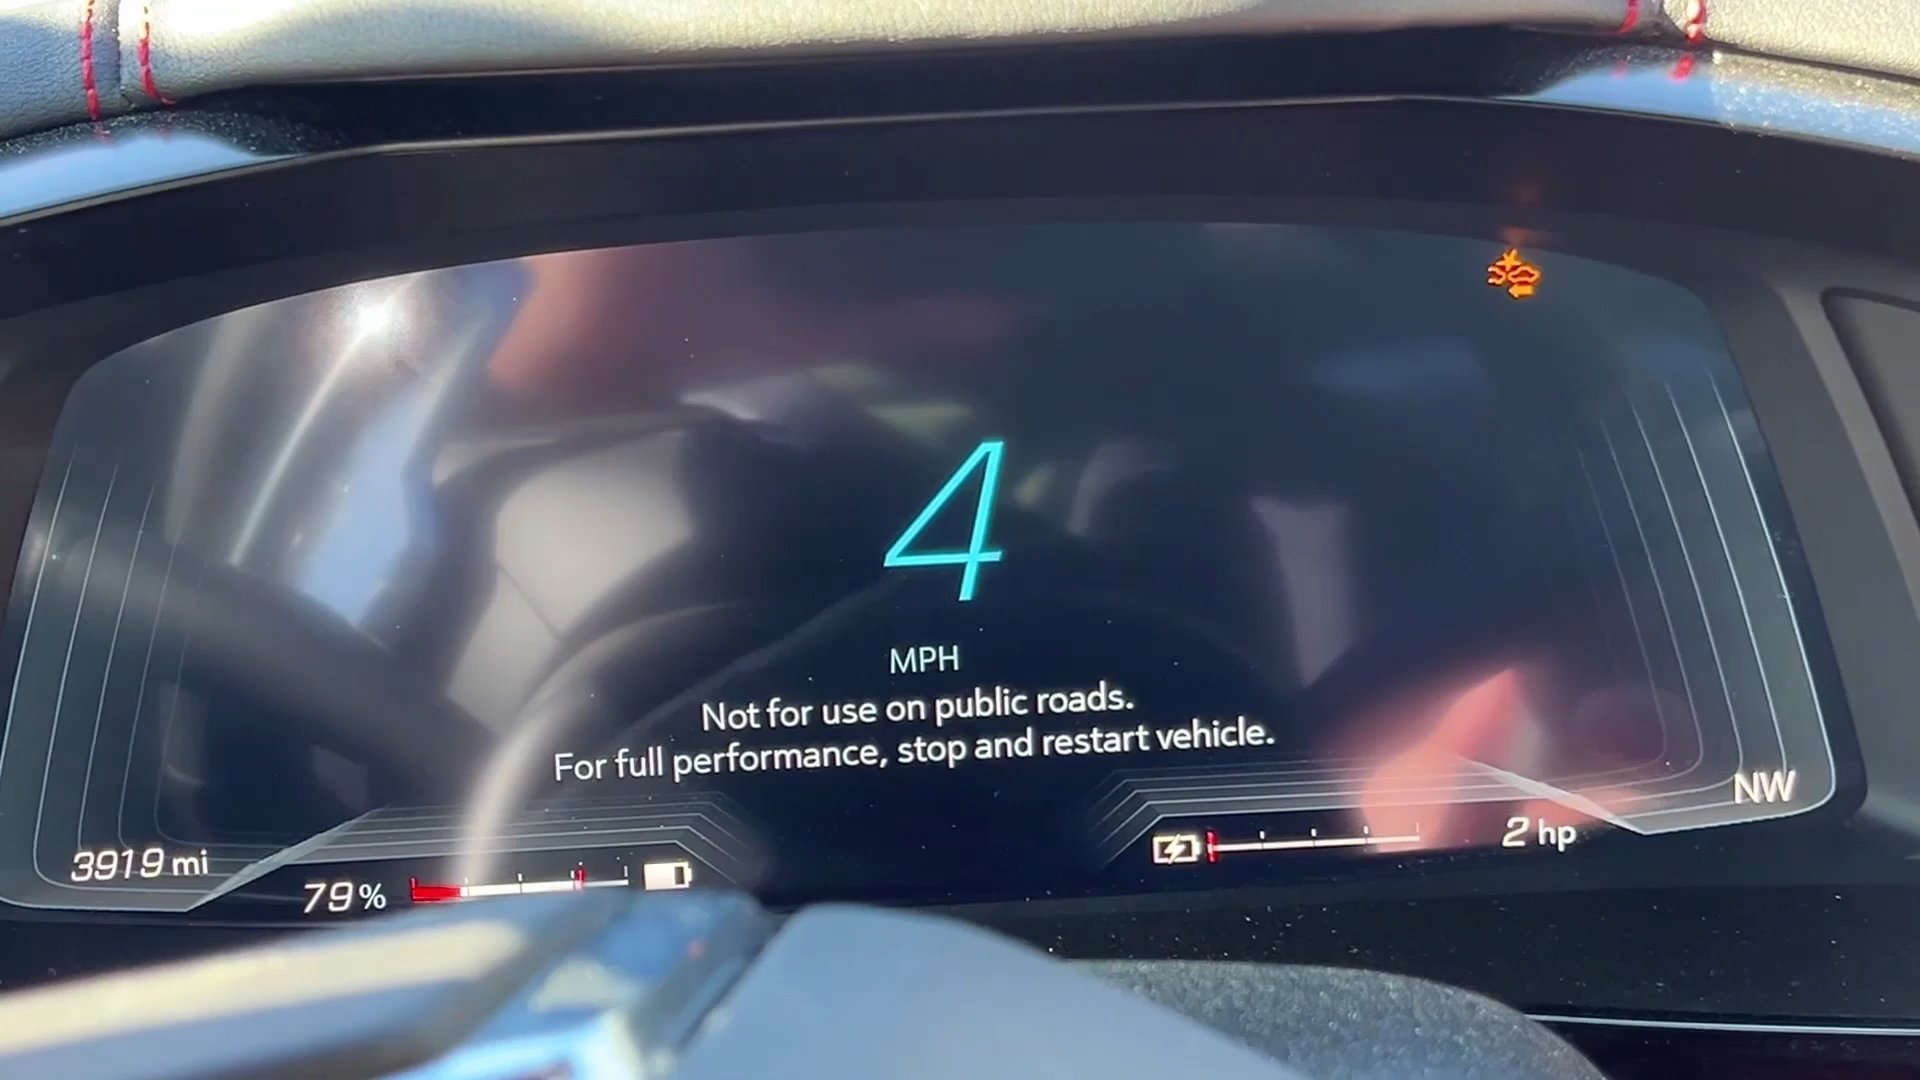 4
MPH
Not for use on public roads.
For full performance, stop and restart vehicle.
NW
3919 mi
2 hp
79%